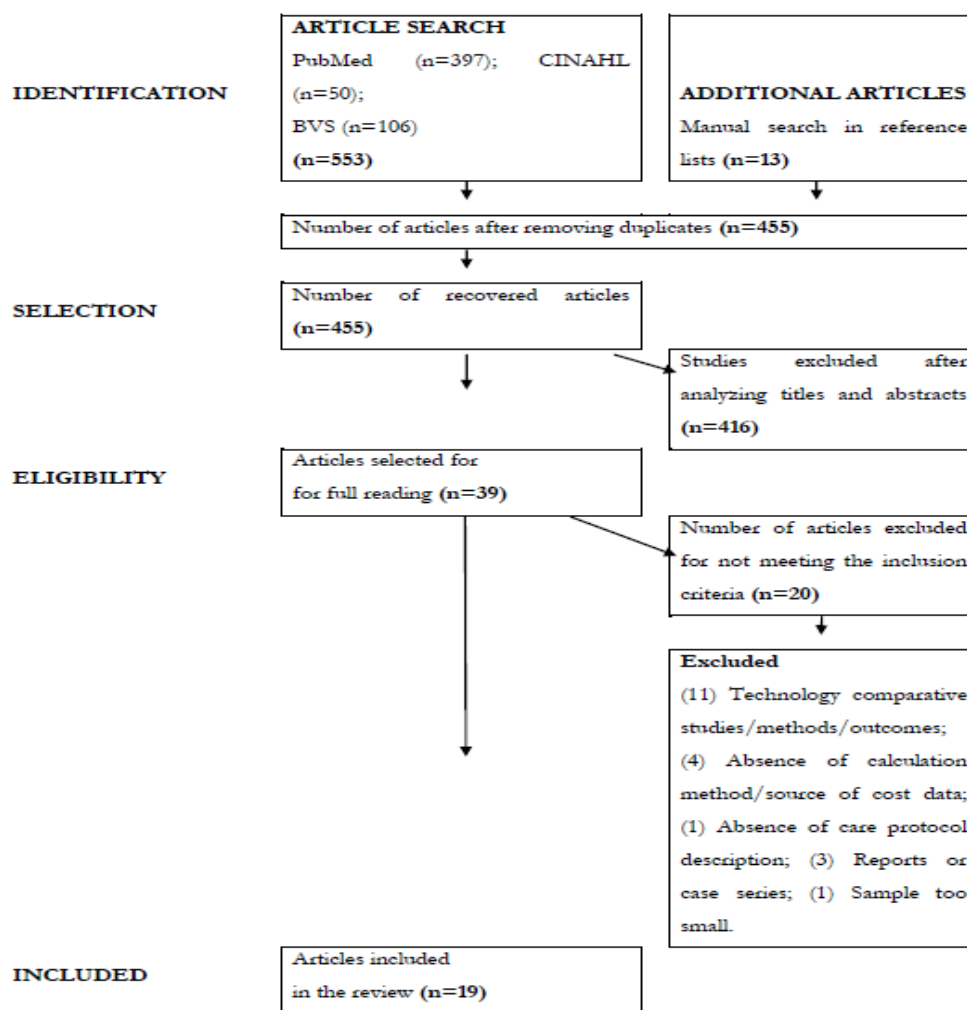 ARTICLE SEARCH
PubMed (n=397); CINAHL
(n=50);
BVS (n=106)
(n=553)
IDENTIFICATION
ADDITIONAL ARTICLES
Manual search in reference
lists (n=13)
Number of articles after removing duplicates (n=455)
SELECTION
Number of recovered articles
(n=455)
Studies excluded after
analyzing titles and abstracts
(n=416)
ELIGIBILITY
Articles selected for
for full reading (n=39)
Number of articles excluded
for not meeting the inclusion
criteria (n=20)
Excluded
(11) Technology comparative
studies/methods/outcomes;
(4) Absence of calculation
method/source of cost data;
(1) Absence of care protocol
description; (3) Reports or
case series; (1) Sample too
small.
INCLUDED
Articles included
in the review (n=19)